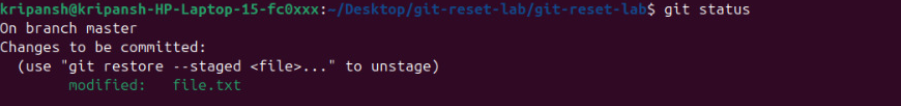 kripansh@kripansh-HP-Laptop-15-fc0xxx:~/Desktop/git-reset-lab/git-reset-lab$ git status
On branch master
Changes to be committed:
  (use "git restore --staged <file>..." to unstage)
        modified:   file.txt